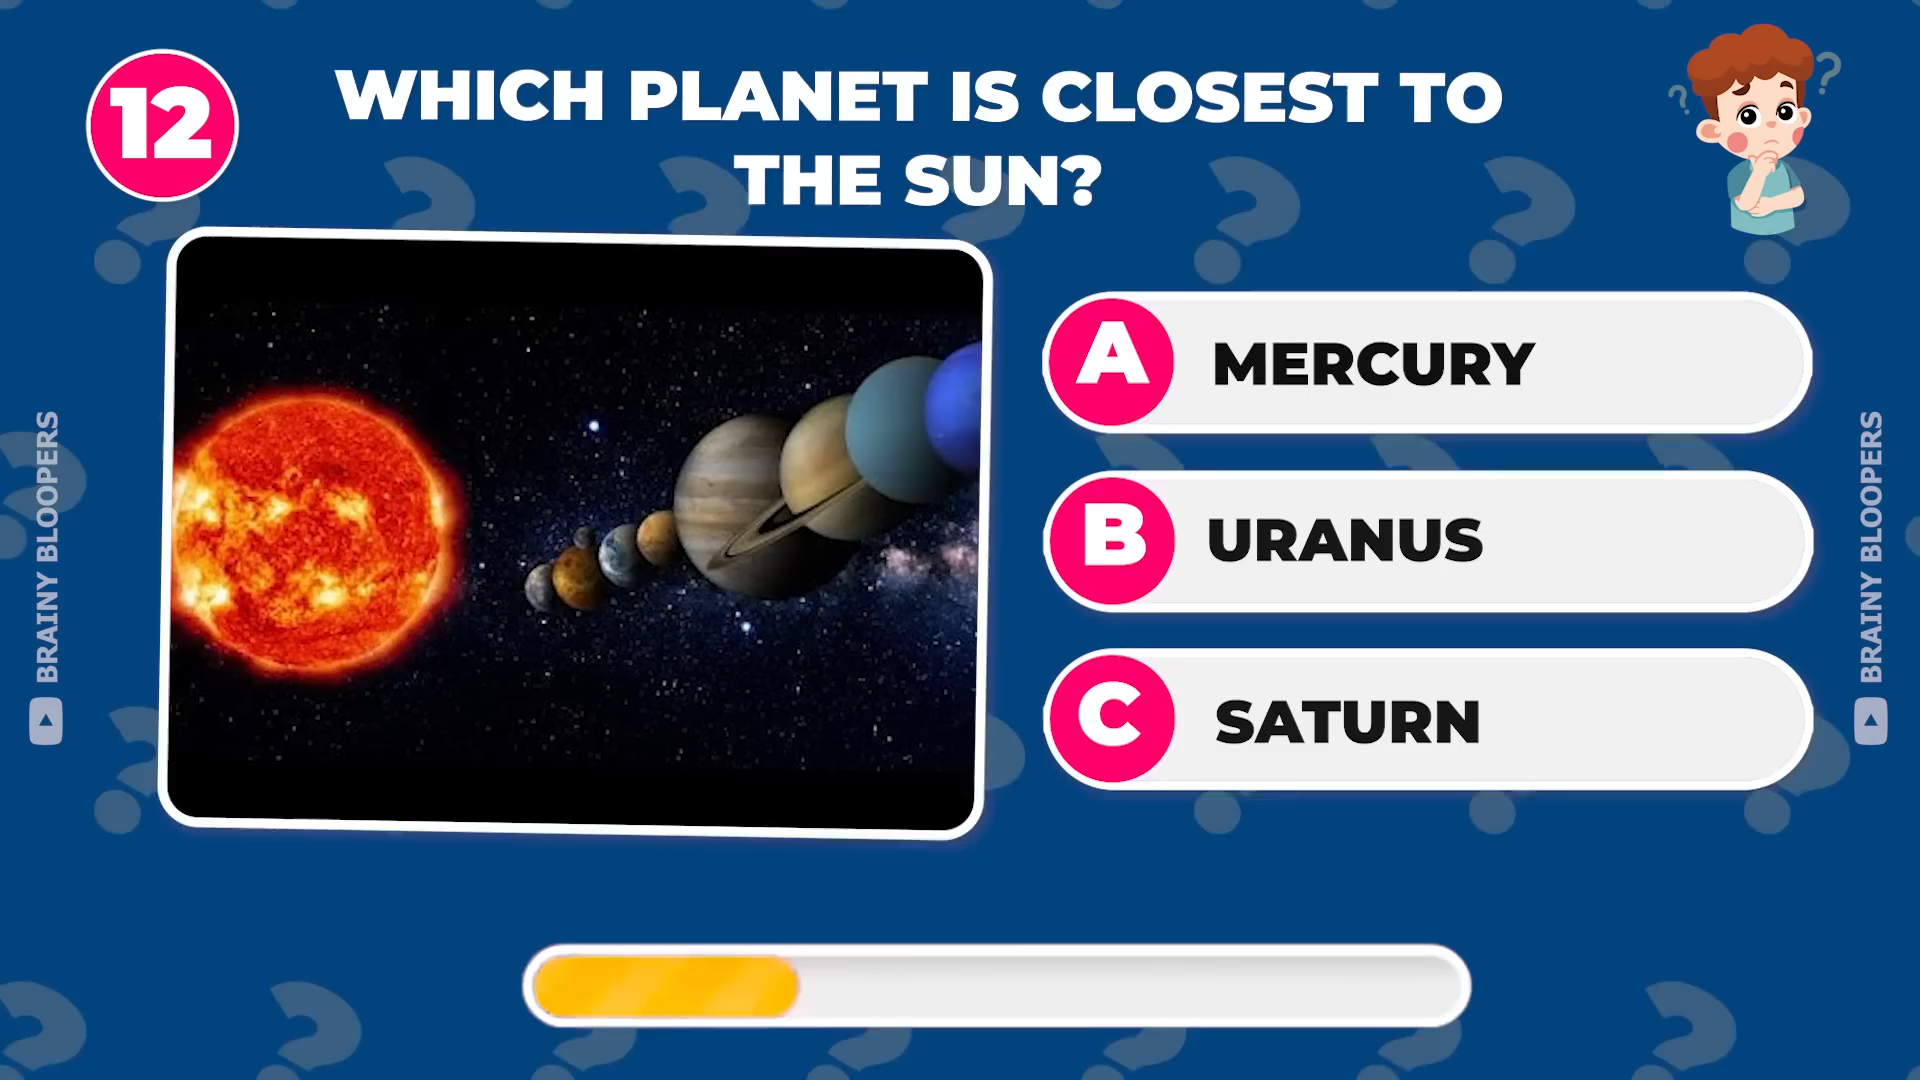 12
WHICH PLANET IS CLOSEST TO
THE SUN?
A MERCURY
B URANUS
C SATURN
BRAINY BLOOPERS
BRAINY BLOOPERS